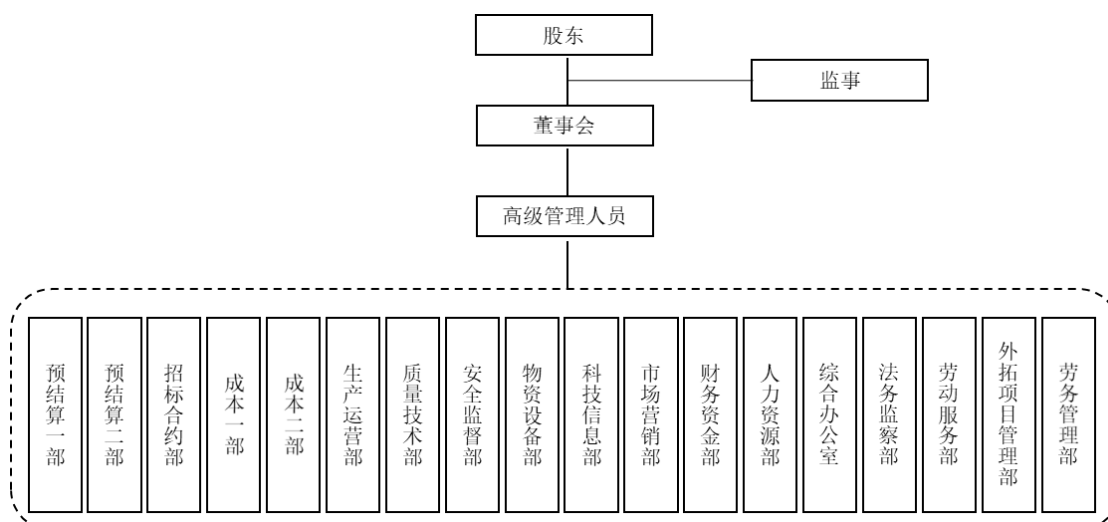 股东
监事
董事会
高级管理人员
预结算一部
预结算二部
招标合约部
成本一部
成本二部
生产运营部
质量技术部
安全监督部
物资设备部
科技信息部
市场营销部
财务资金部
人力资源部
综合办公室
法务监察部
劳动服务部
外拓项目管理部
劳务管理部